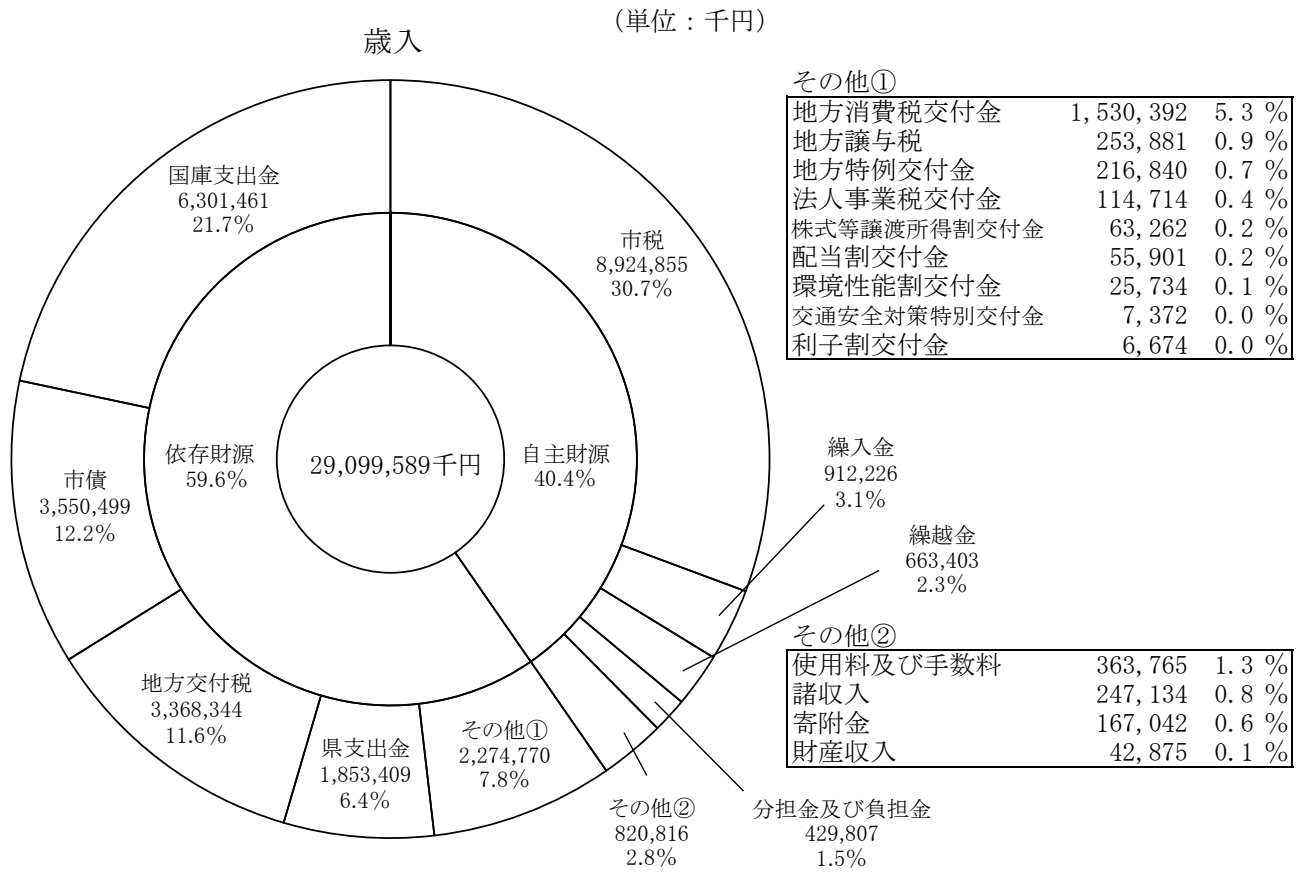 (単位：千円)
歳入
国庫支出金
6,301,461
21.7%
市税
8,924,855
30.7%
依存財源
59.6%
29,099,589千円
自主財源
40.4%
市債
3,550,499
12.2%
地方交付税
3,368,344
11.6%
県支出金
1,853,409
6.4%
その他①
2,274,770
7.8%
その他②
820,816
2.8%
分担金及び負担金
429,807
1.5%
繰越金
663,403
2.3%
繰入金
912,226
3.1%
その他①
地方消費税交付金 1,530,392 5.3 %
地方譲与税 253,881 0.9 %
地方特例交付金 216,840 0.7 %
法人事業税交付金 114,714 0.4 %
株式等譲渡所得割交付金 63,262 0.2 %
配当割交付金 55,901 0.2 %
環境性能割交付金 25,734 0.1 %
交通安全対策特別交付金 7,372 0.0 %
利子割交付金 6,674 0.0 %
その他②
使用料及び手数料 363,765 1.3 %
諸収入 247,134 0.8 %
寄附金 167,042 0.6 %
財産収入 42,875 0.1 %